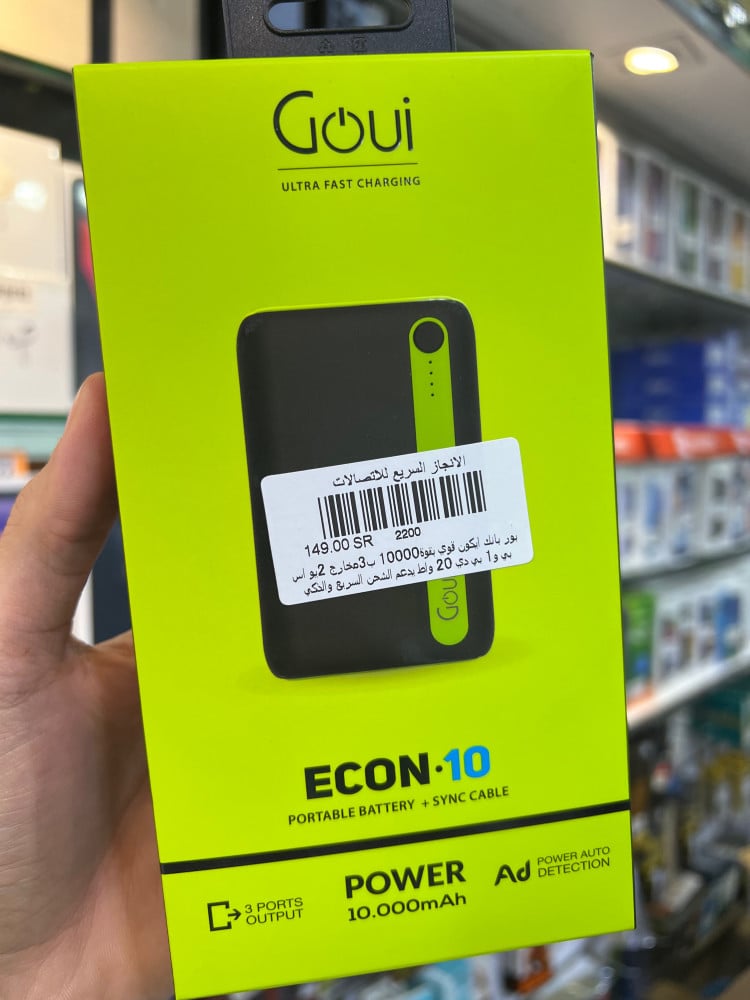 Goui
ULTRA FAST CHARGING
الانجاز السريع للاتصالات
149.00 SR
2200
بور بانك ايكون قوي بقوة10000 ب3مخارج 2يو اس
بي و1 بي دي 20 واط يدعم الشحن السريع والذكي
Goui
ECON·10
PORTABLE BATTERY + SYNC CABLE
3 PORTS
OUTPUT
POWER
10.000mAh
Ad
POWER AUTO
DETECTION